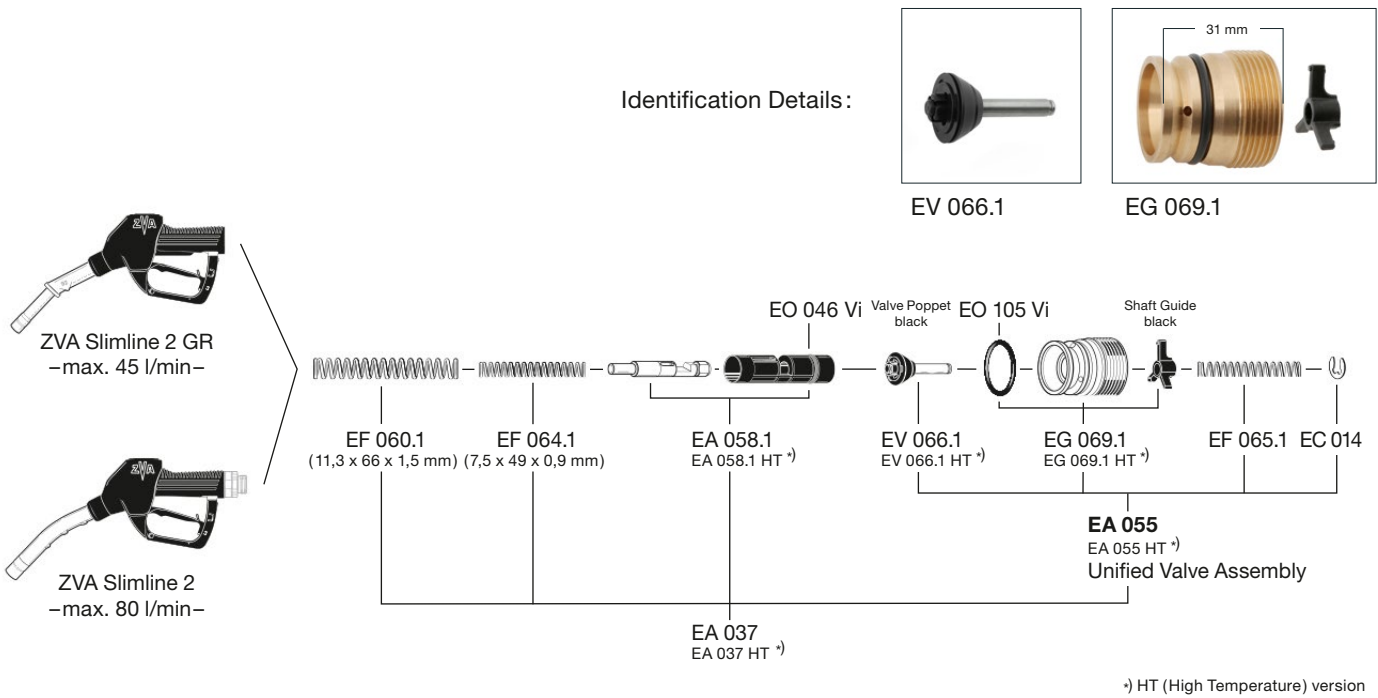 31 mm
Identification Details:
EV 066.1
EG 069.1
ZVA
ZVA Slimline 2 GR
–max. 45 l/min–
ZVA
ZVA Slimline 2
–max. 80 l/min–
EO 046 Vi
Valve Poppet
black
EO 105 Vi
Shaft Guide
black
EF 060.1
(11,3 x 66 x 1,5 mm)
EF 064.1
(7,5 x 49 x 0,9 mm)
EA 058.1
EA 058.1 HT *)
EV 066.1
EV 066.1 HT *)
EG 069.1
EG 069.1 HT *)
EF 065.1
EC 014
EA 055
EA 055 HT *)
Unified Valve Assembly
EA 037
EA 037 HT *)
*) HT (High Temperature) version